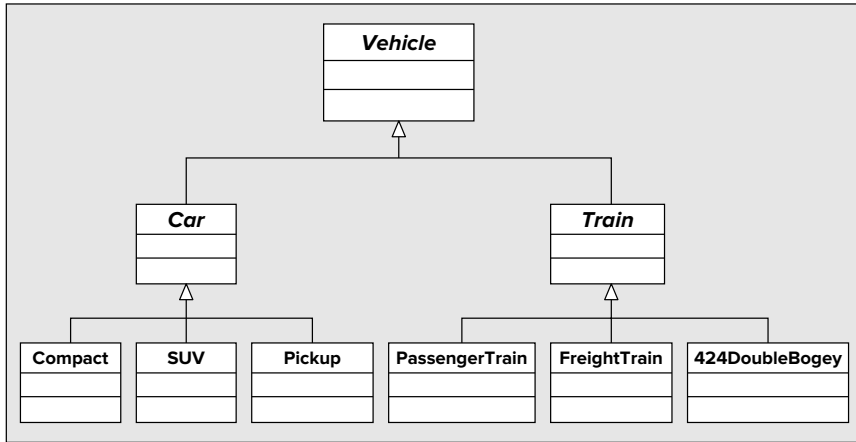 Vehicle
Car
Train
Compact
SUV
Pickup
PassengerTrain
FreightTrain
424DoubleBogey